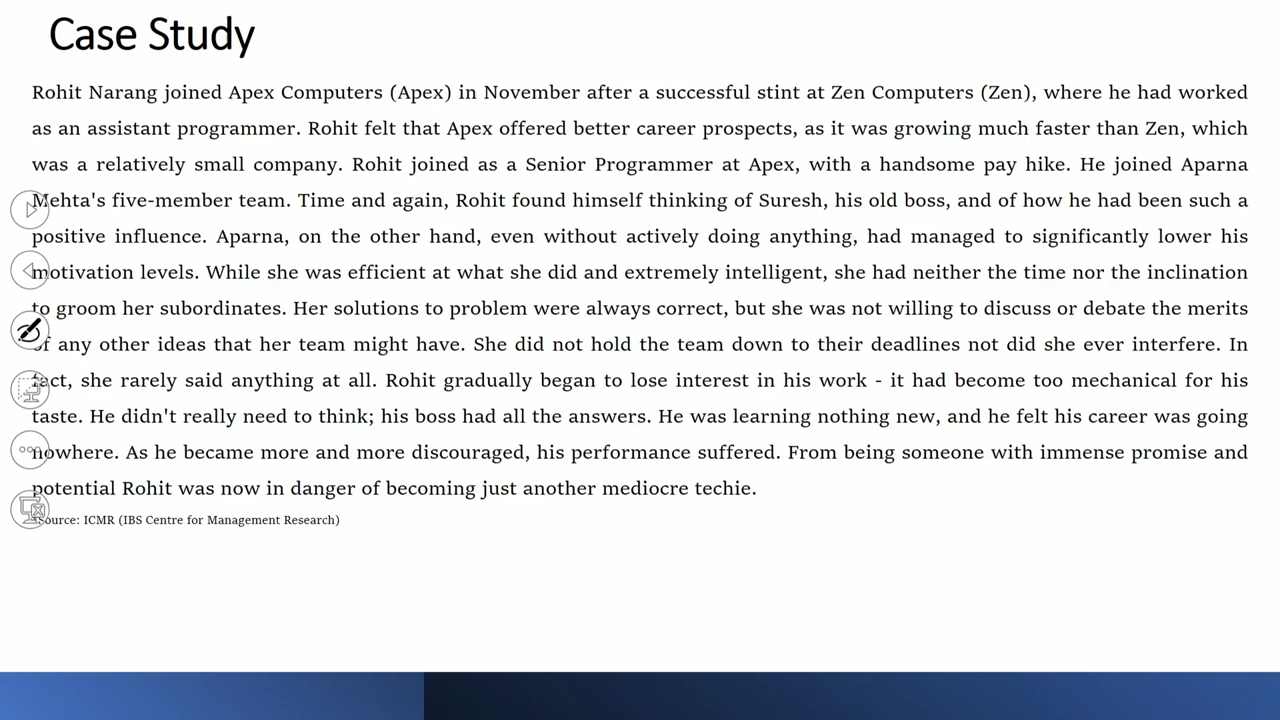 Case Study
Rohit Narang joined Apex Computers (Apex) in November after a successful stint at Zen Computers (Zen), where he had worked
as an assistant programmer. Rohit felt that Apex offered better career prospects, as it was growing much faster than Zen, which
was a relatively small company. Rohit joined as a Senior Programmer at Apex, with a handsome pay hike. He joined Aparna
Mehta's five-member team. Time and again, Rohit found himself thinking of Suresh, his old boss, and of how he had been such a
positive influence. Aparna, on the other hand, even without actively doing anything, had managed to significantly lower his
motivation levels. While she was efficient at what she did and extremely intelligent, she had neither the time nor the inclination
to groom her subordinates. Her solutions to problem were always correct, but she was not willing to discuss or debate the merits
of any other ideas that her team might have. She did not hold the team down to their deadlines not did she ever interfere. In
fact, she rarely said anything at all. Rohit gradually began to lose interest in his work - it had become too mechanical for his
taste. He didn't really need to think; his boss had all the answers. He was learning nothing new, and he felt his career was going
nowhere. As he became more and more discouraged, his performance suffered. From being someone with immense promise and
potential Rohit was now in danger of becoming just another mediocre techie.
Source: ICMR (IBS Centre for Management Research)